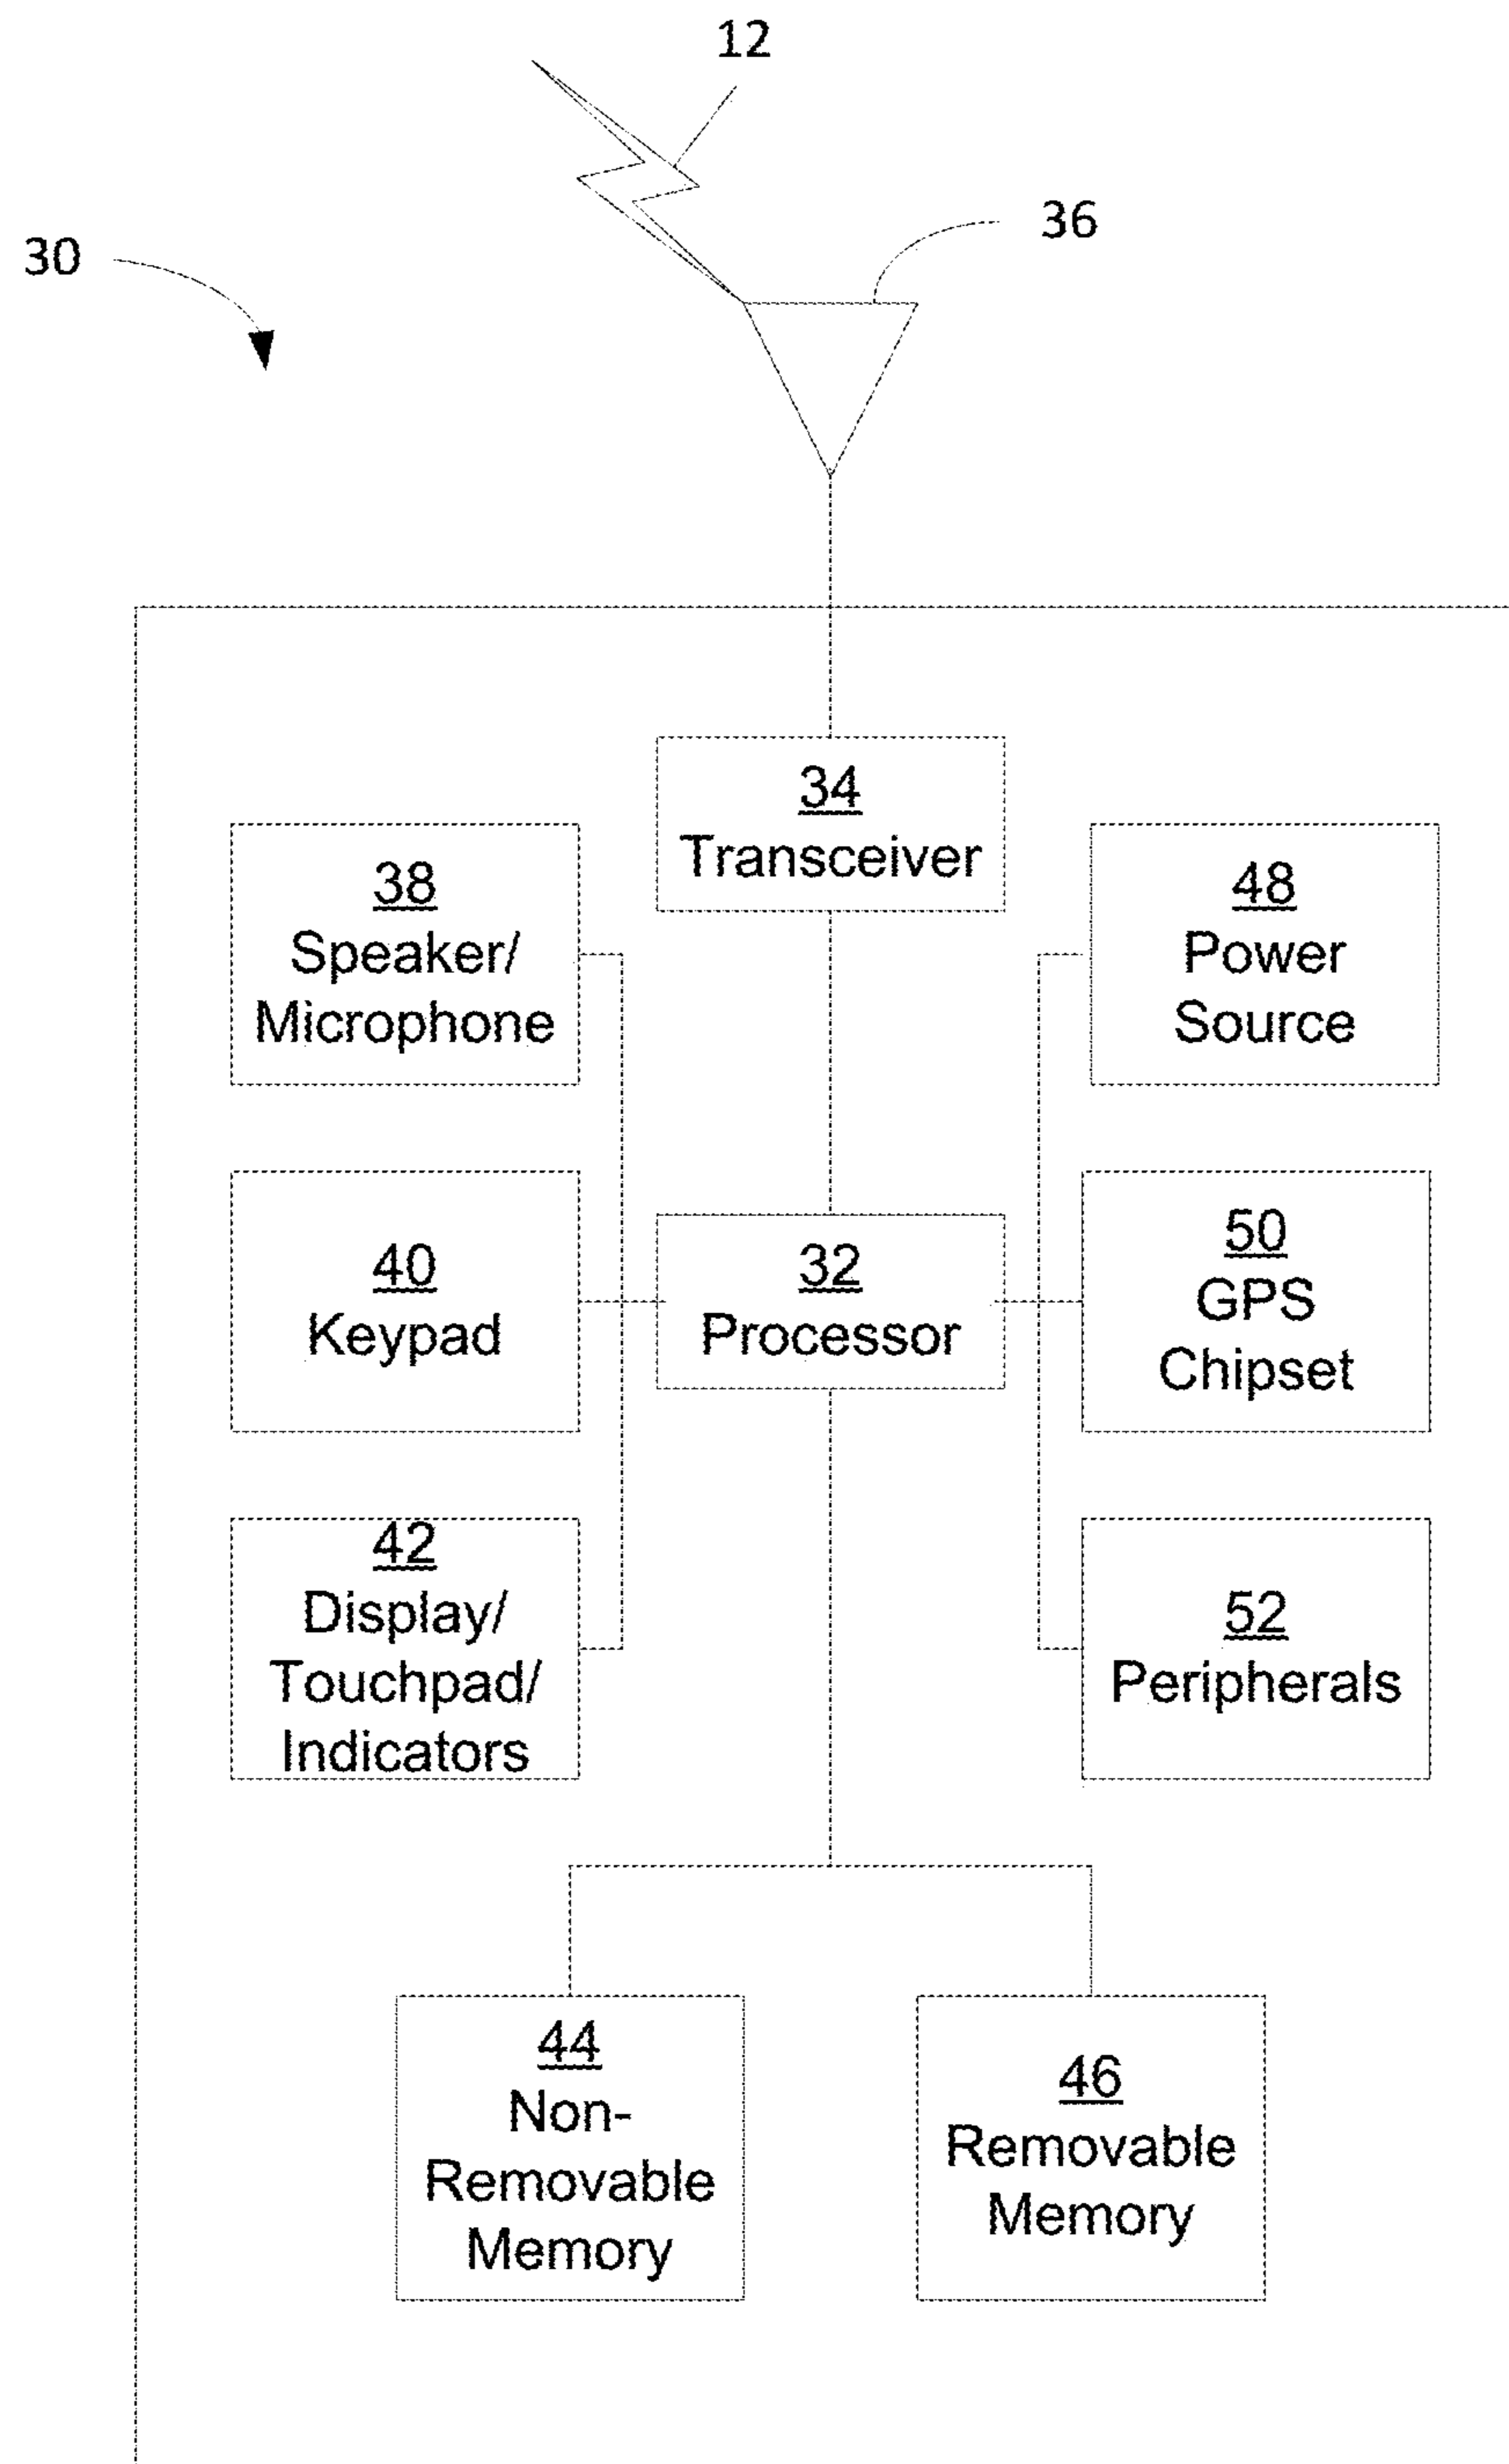 12
36
30
34
Transceiver
38
Speaker/
Microphone
48
Power
Source
40
Keypad
32
Processor
50
GPS
Chipset
42
Display/
Touchpad/
Indicators
52
Peripherals
44
Non-
Removable
Memory
46
Removable
Memory